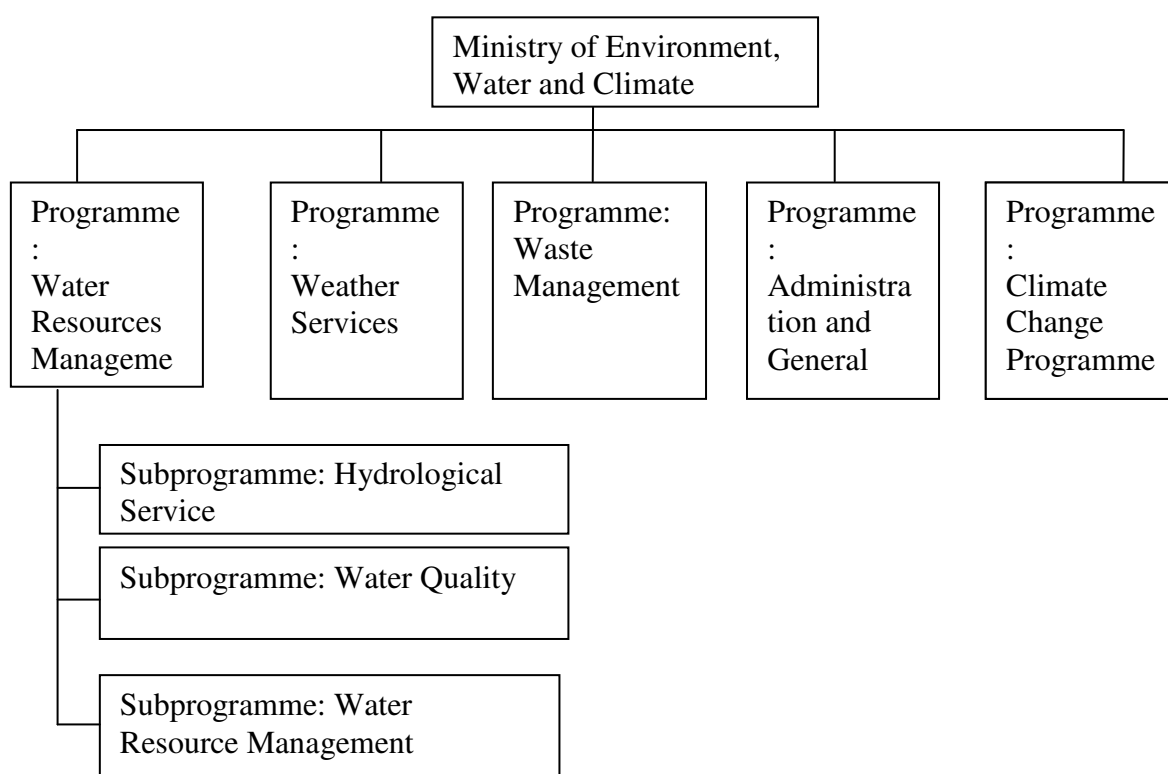 Ministry of Environment,
Water and Climate
Programme
:
Water
Resources
Manageme
Programme
:
Weather
Services
Programme:
Waste
Management
Programme
:
Administra
tion and
General
Programme
:
Climate
Change
Programme
Subprogramme: Hydrological
Service
Subprogramme: Water Quality
Subprogramme: Water
Resource Management